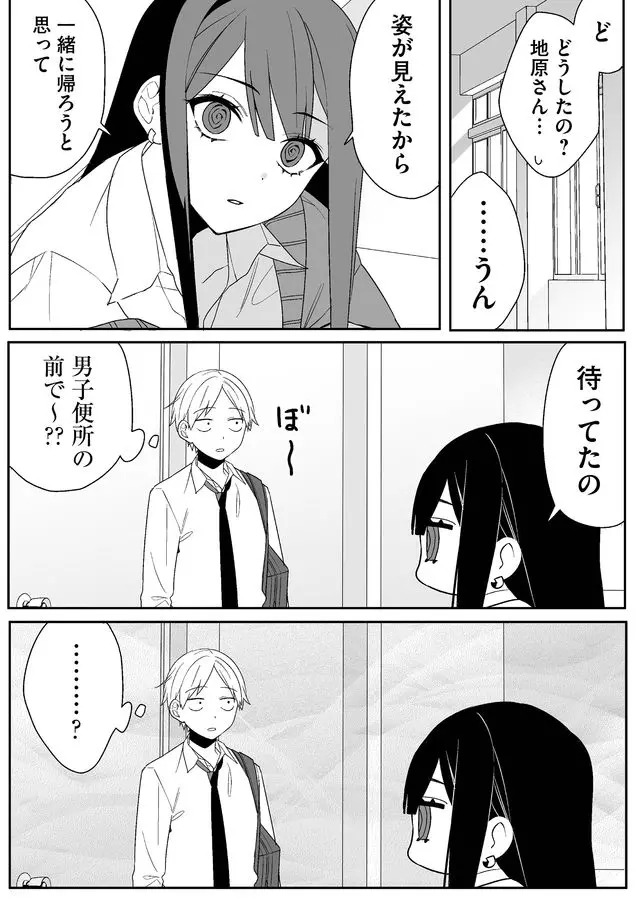 ど
どうしたの?
地原さん…
……うん
姿が見えたから
一緒に帰ろうと
思って
待ってたの
ぼ~
男子便所の
前で~??
………?